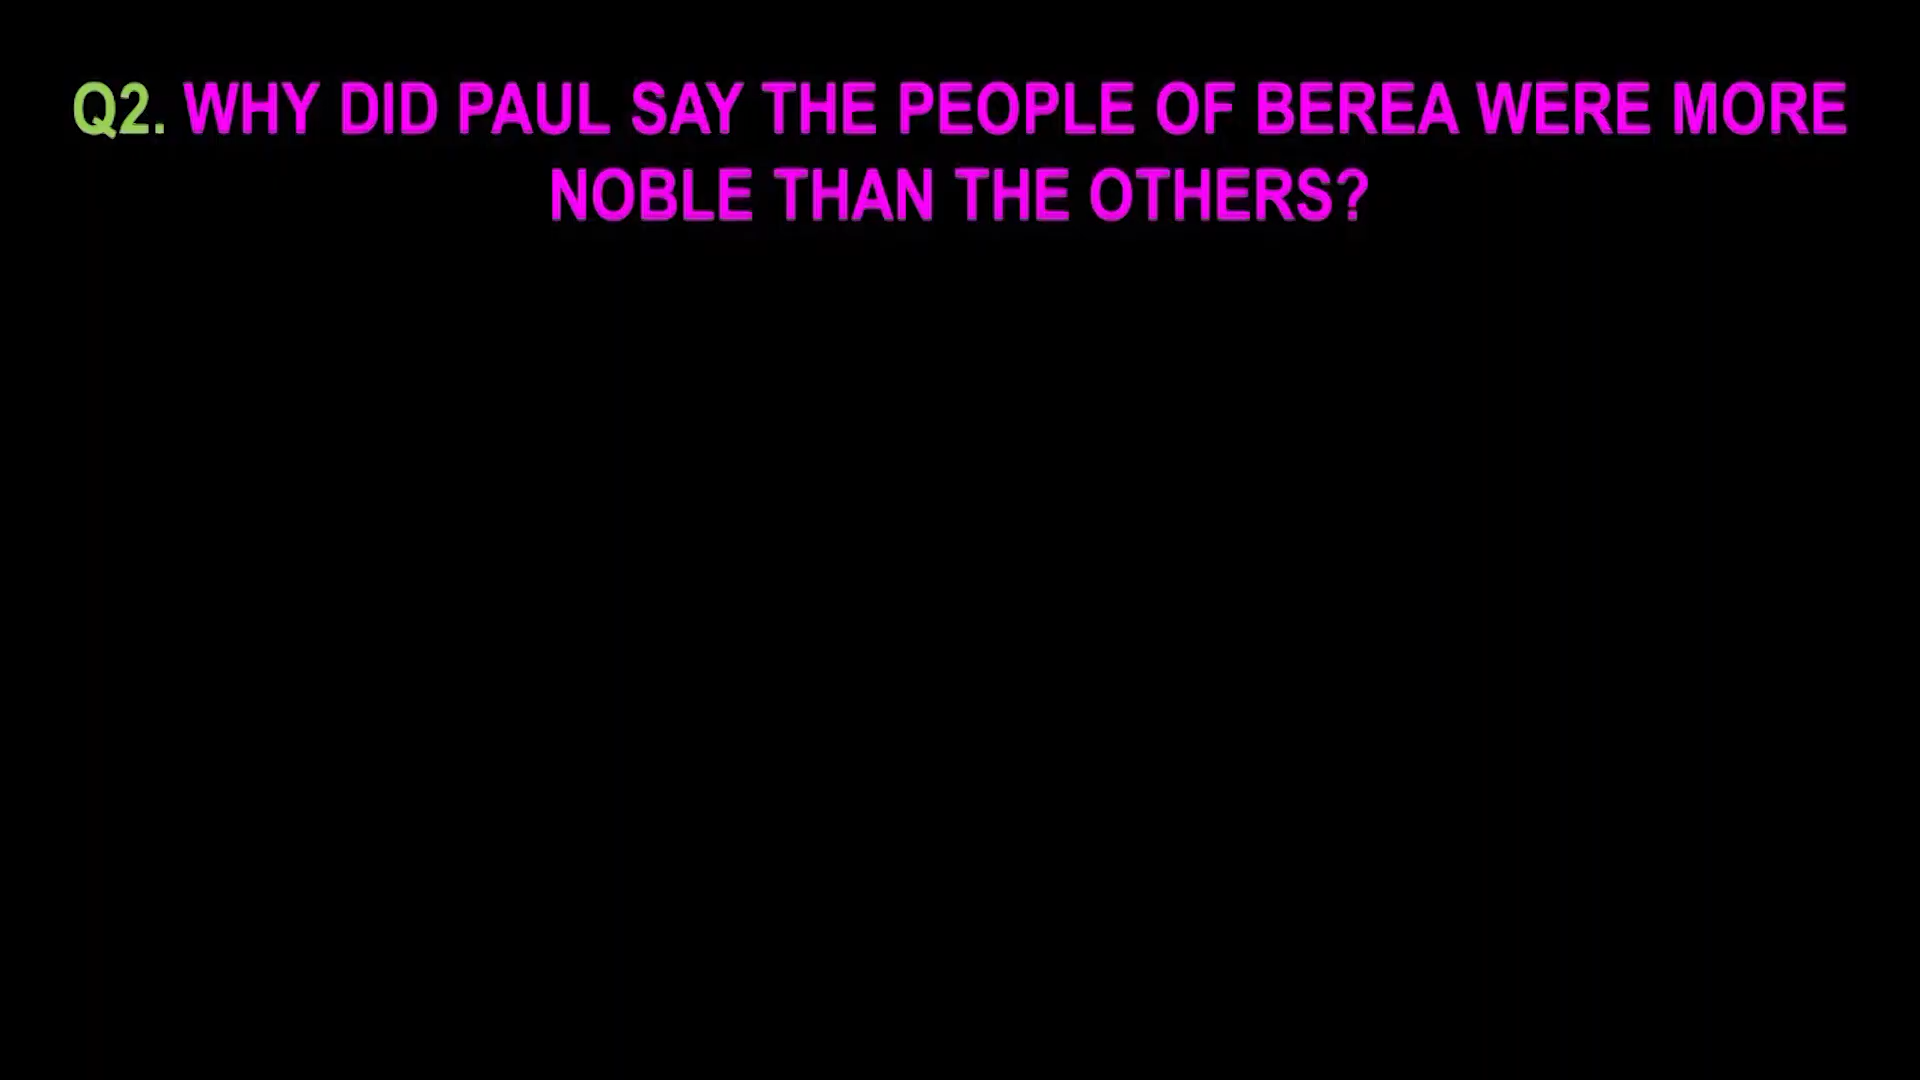 Q2. WHY DID PAUL SAY THE PEOPLE OF BEREA WERE MORE
NOBLE THAN THE OTHERS?